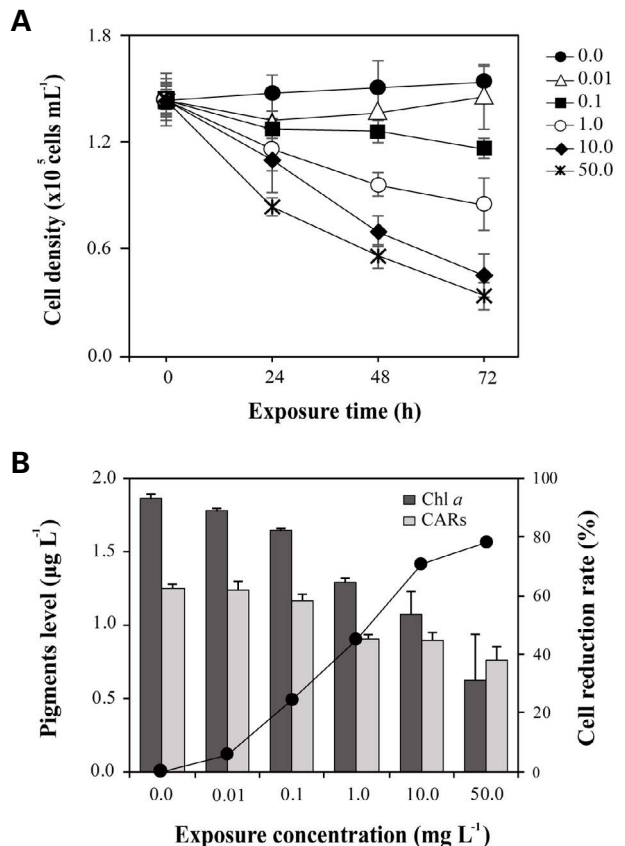 A
1.8
1.2
0.6
0.0
Cell density (x10⁵ cells mL⁻¹)
0 24 48 72
Exposure time (h)
0.0
0.01
0.1
1.0
10.0
50.0
B
2.0
1.5
1.0
0.5
0.0
Pigments level (µg L⁻¹)
Chl a
CARs
100
80
60
40
20
0
Cell reduction rate (%)
0.0 0.01 0.1 1.0 10.0 50.0
Exposure concentration (mg L⁻¹)